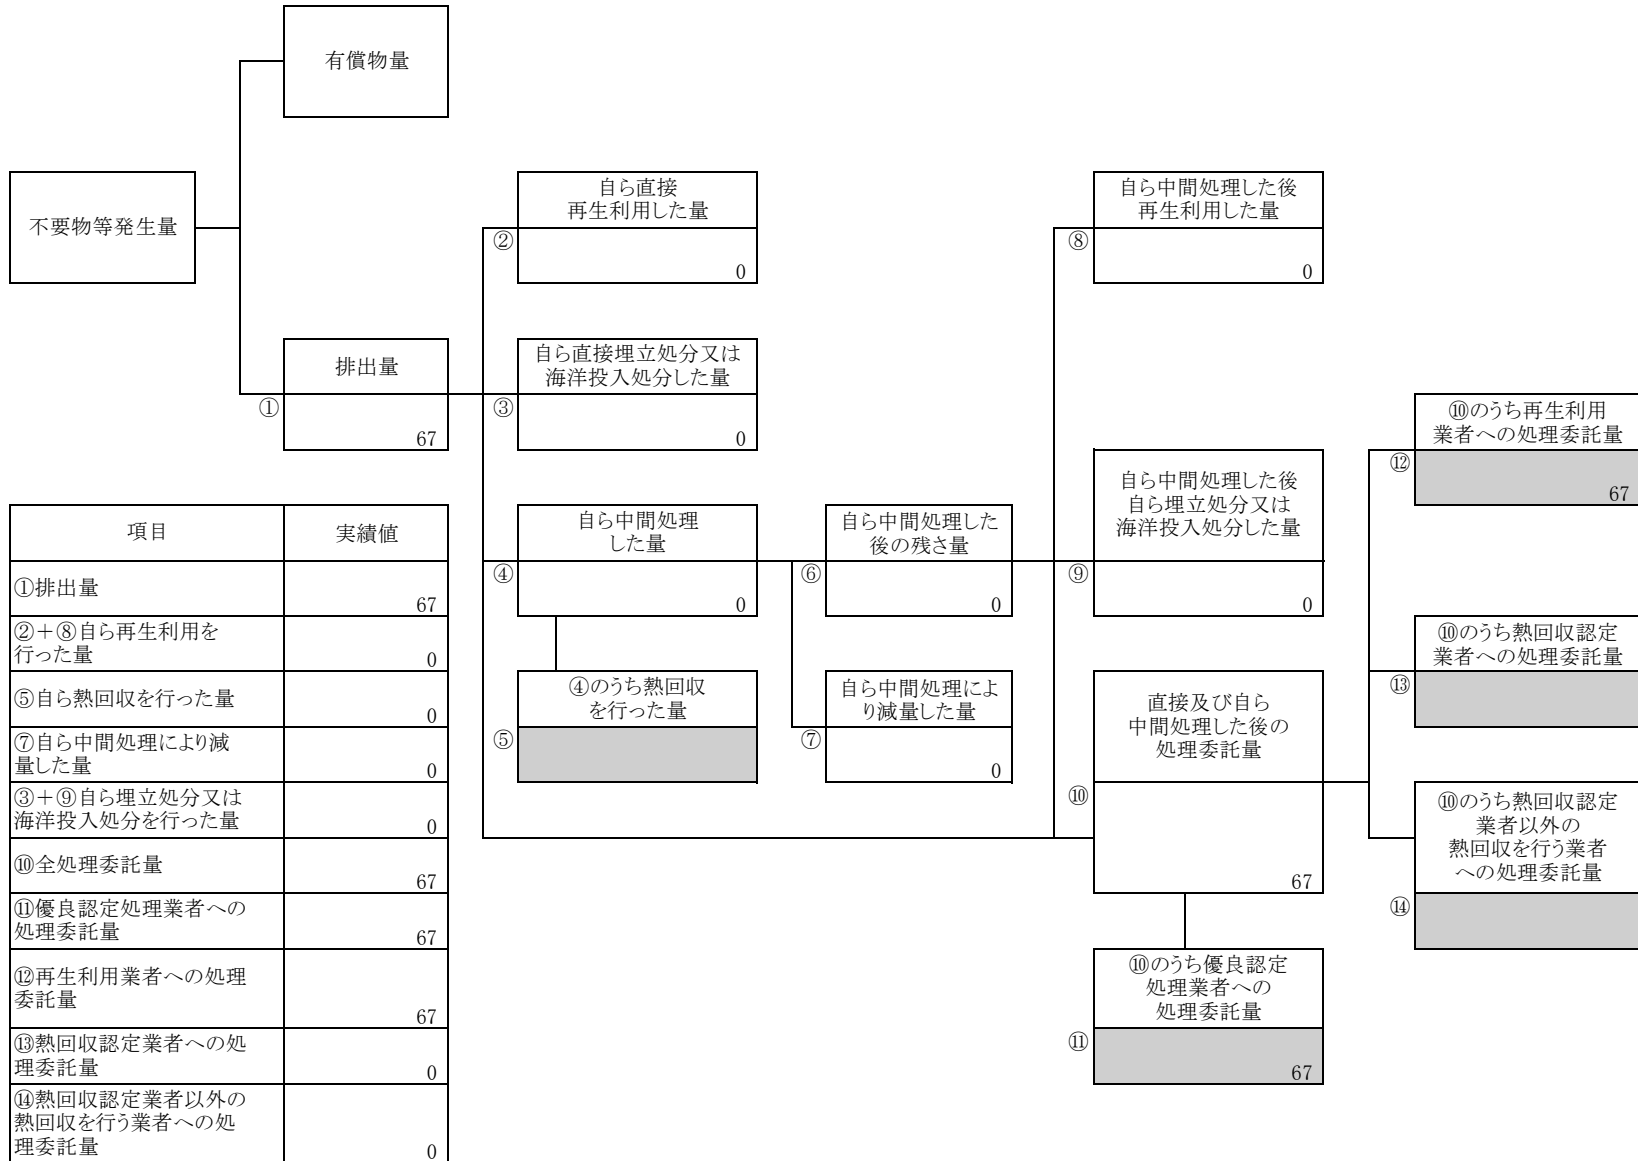 有償物量
不要物等発生量
自ら直接
再生利用した量
②
0
自ら中間処理した後
再生利用した量
⑧
0
排出量
①
67
自ら直接埋立処分又は
海洋投入処分した量
③
0
⑩のうち再生利用
業者への処理委託量
⑫
67
自ら中間処理
した量
④
0
自ら中間処理した
後の残さ量
⑥
0
自ら中間処理した後
自ら埋立処分又は
海洋投入処分した量
⑨
0
⑩のうち熱回収認定
業者への処理委託量
⑬
④のうち熱回収
を行った量
⑤
自ら中間処理によ
り減量した量
⑦
0
直接及び自ら
中間処理した後の
処理委託量
⑩
67
⑩のうち熱回収認定
業者以外の
熱回収を行う業者
への処理委託量
⑭
⑩のうち優良認定
処理業者への
処理委託量
⑪
67
項目 実績値
①排出量
67
②+⑧自ら再生利用を
行った量
0
⑤自ら熱回収を行った量
0
⑦自ら中間処理により減
量した量
0
③+⑨自ら埋立処分又は
海洋投入処分を行った量
0
⑩全処理委託量
67
⑪優良認定処理業者への
処理委託量
67
⑫再生利用業者への処理
委託量
67
⑬熱回収認定業者への処
理委託量
0
⑭熱回収認定業者以外の
熱回収を行う業者への処
理委託量
0